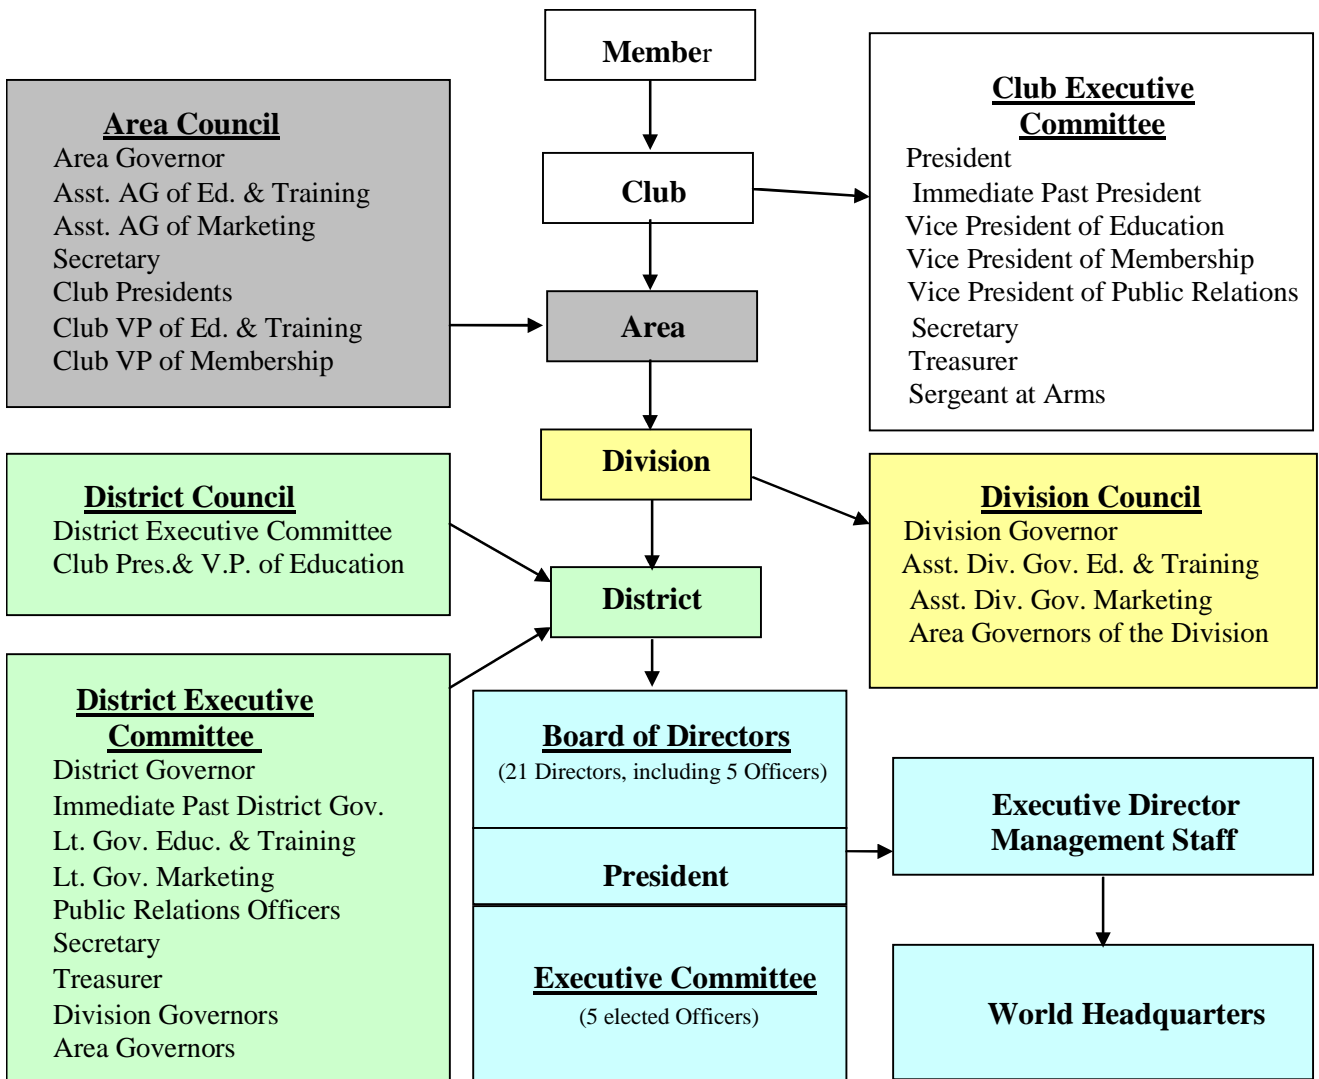 Member
Club Executive
Committee
President
Immediate Past President
Vice President of Education
Vice President of Membership
Vice President of Public Relations
Secretary
Treasurer
Sergeant at Arms
Area Council
Area Governor
Asst. AG of Ed. & Training
Asst. AG of Marketing
Secretary
Club Presidents
Club VP of Ed. & Training
Club VP of Membership
Club
Area
Division
District Council
District Executive Committee
Club Pres.& V.P. of Education
Division Council
Division Governor
Asst. Div. Gov. Ed. & Training
Asst. Div. Gov. Marketing
Area Governors of the Division
District
District Executive
Committee
District Governor
Immediate Past District Gov.
Lt. Gov. Educ. & Training
Lt. Gov. Marketing
Public Relations Officers
Secretary
Treasurer
Division Governors
Area Governors
Board of Directors
(21 Directors, including 5 Officers)
President
Executive Committee
(5 elected Officers)
Executive Director
Management Staff
World Headquarters